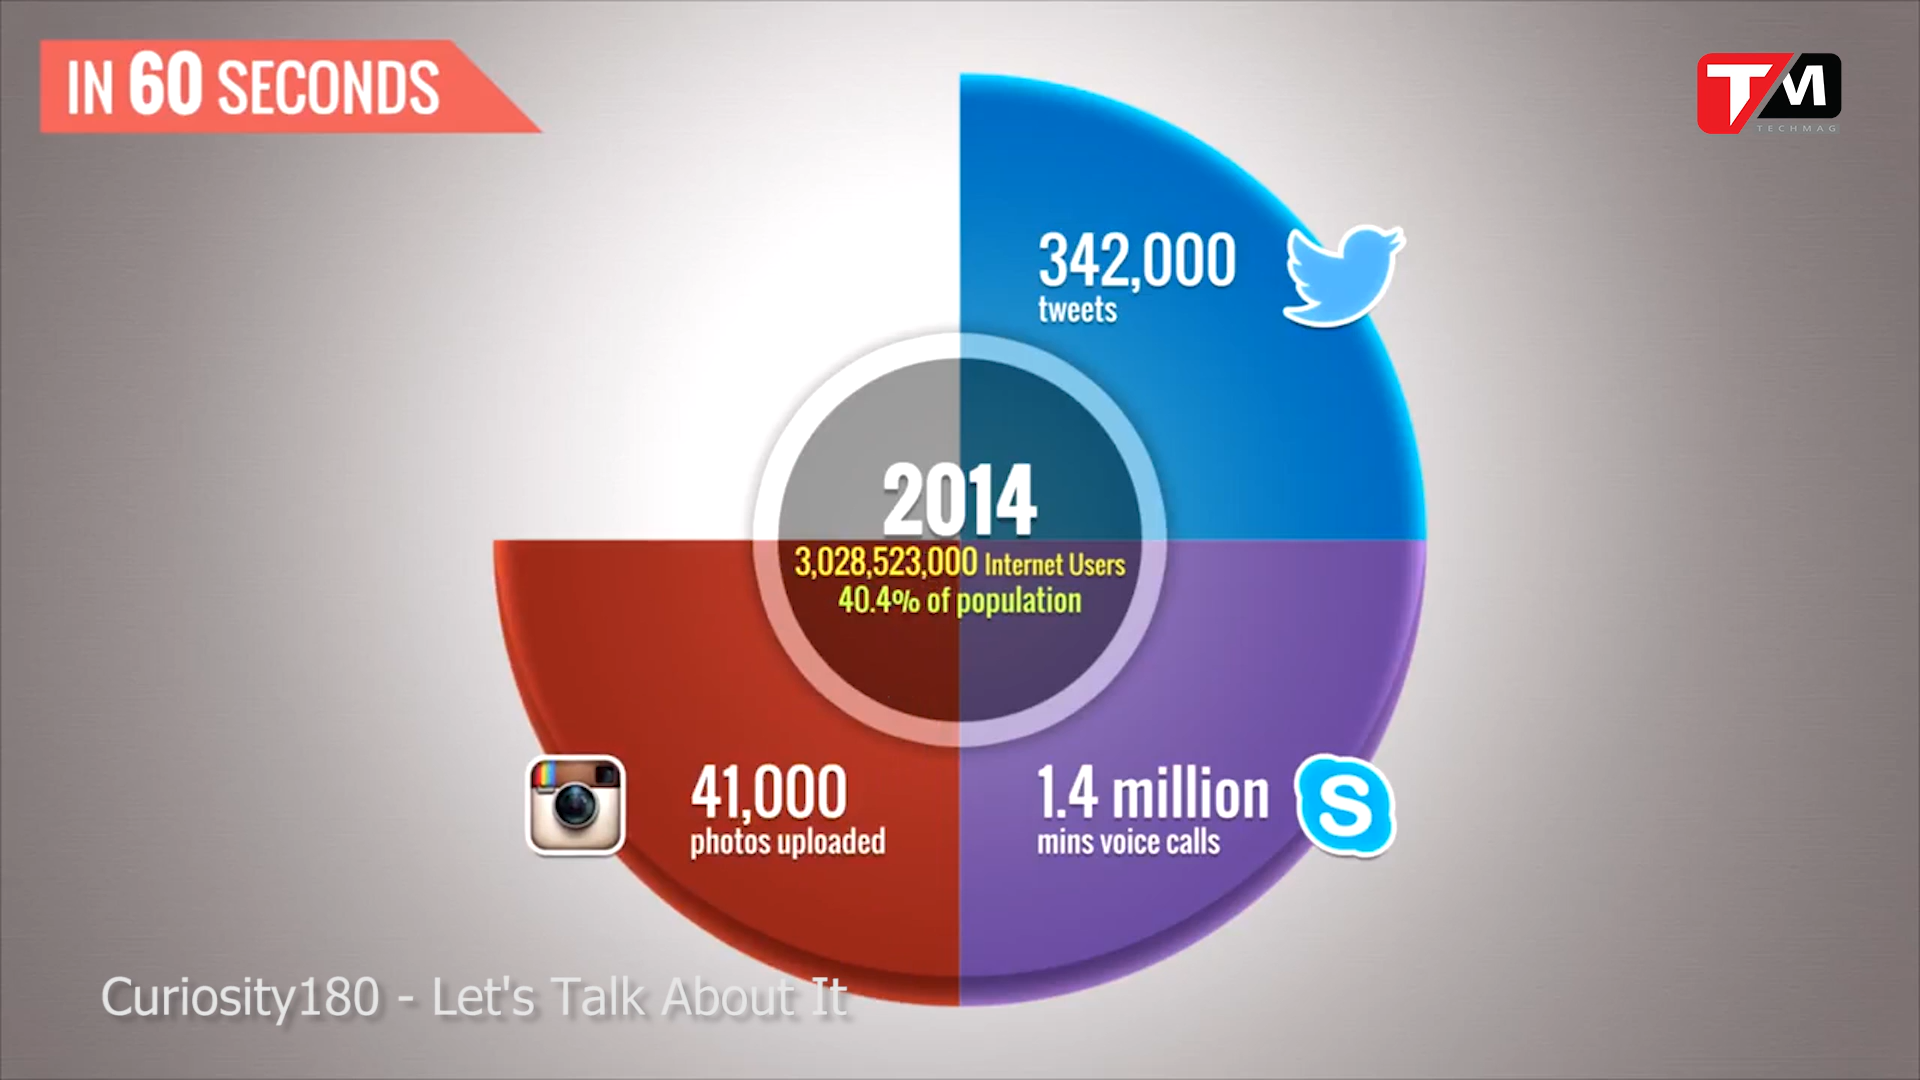 IN 60 SECONDS
TM
TECHMAG
342,000
tweets
2014
3,028,523,000 Internet Users
40.4% of population
41,000
photos uploaded
1.4 million
mins voice calls
S
Curiosity180 - Let's Talk About It